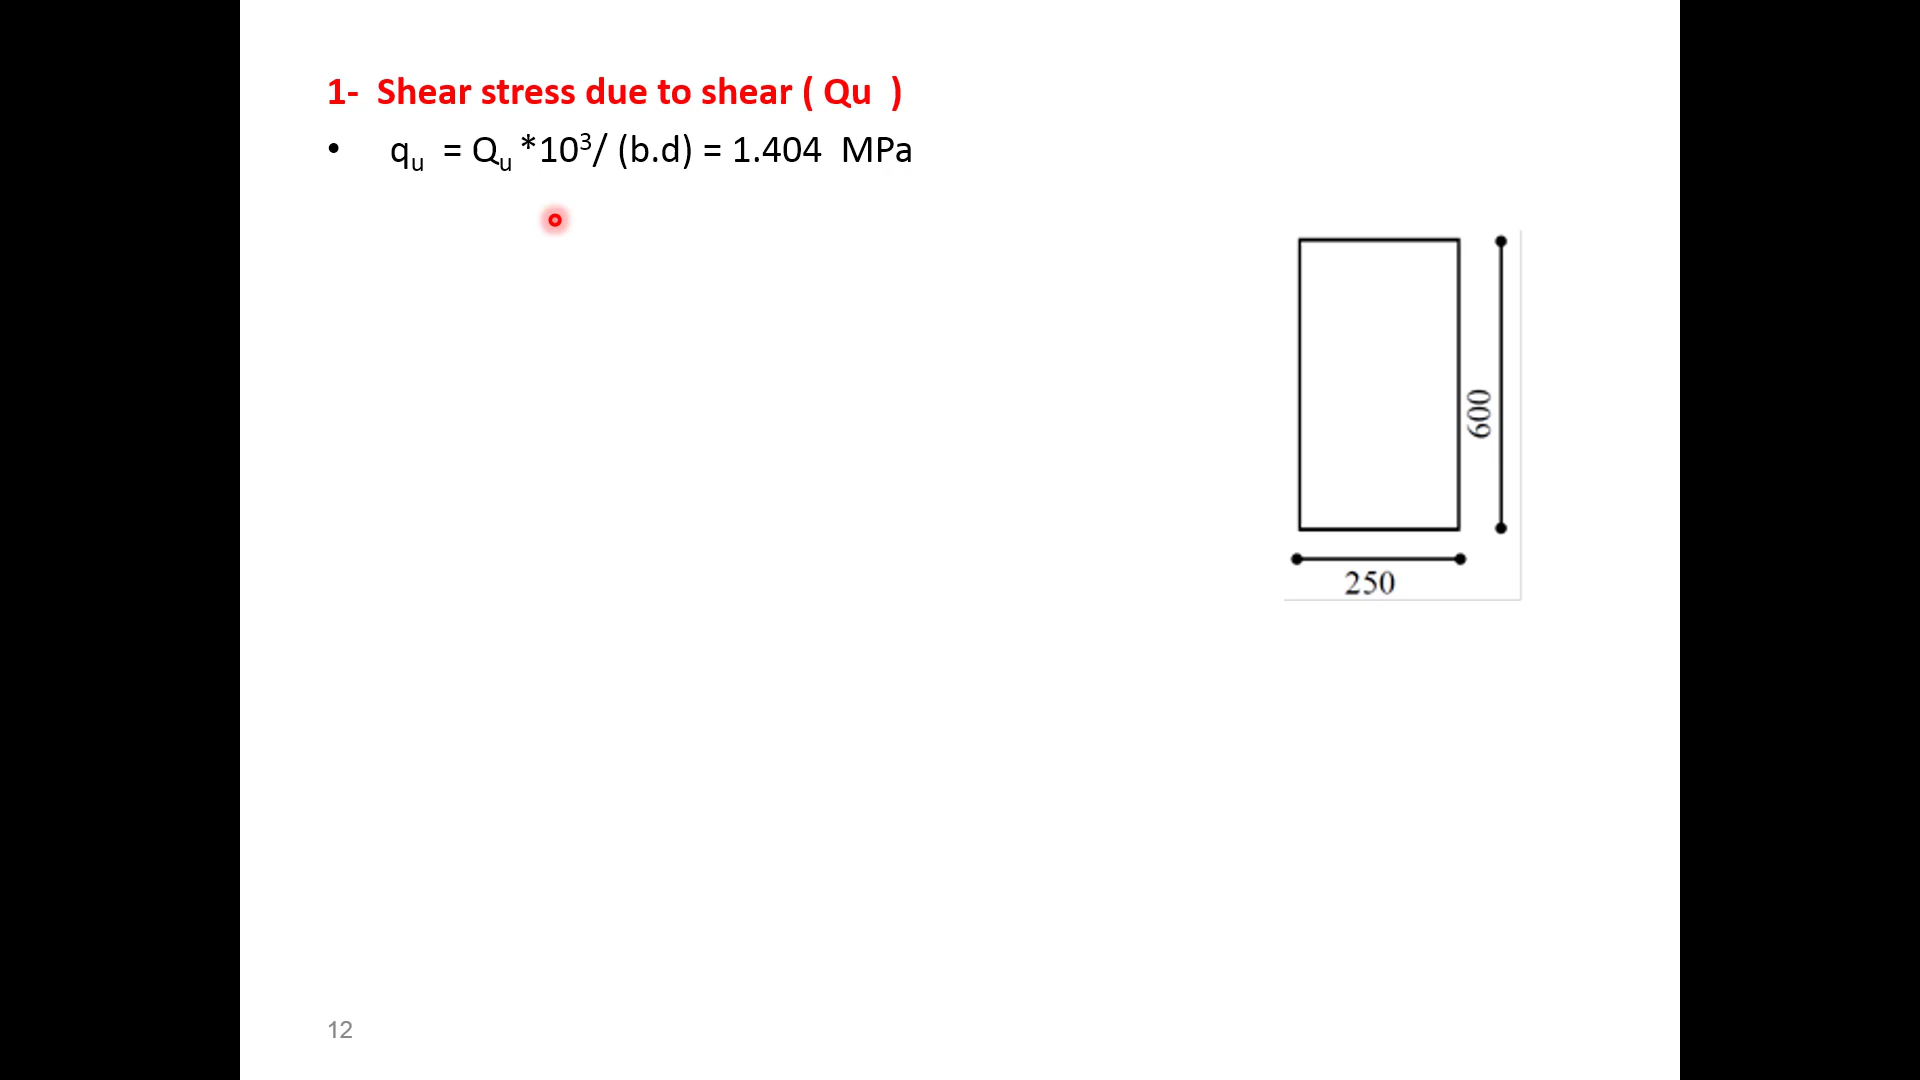 1- Shear stress due to shear ( Qu )
• qᵤ = Qᵤ *10³/ (b.d) = 1.404 MPa
600
250
12